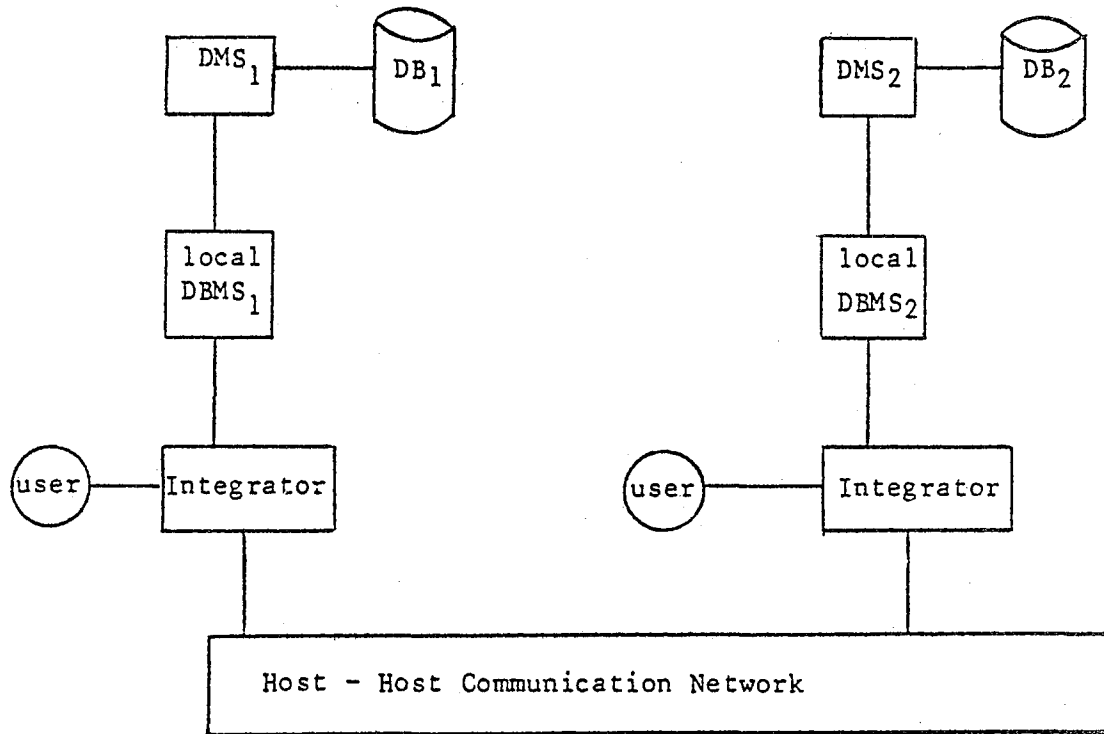 DMS1
DB1
DMS2
DB2
local
DBMS1
local
DBMS2
user
Integrator
user
Integrator
Host - Host Communication Network